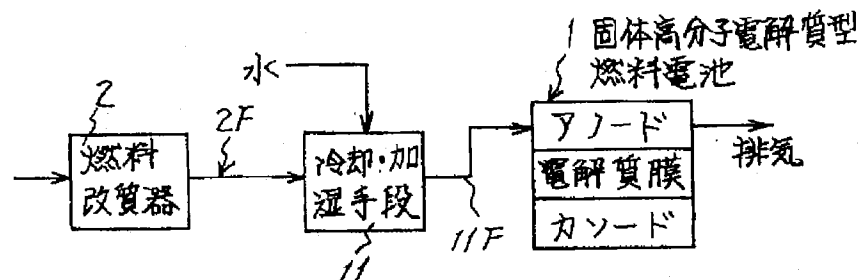 1 固体高分子電解質型
燃料電池
水
2
2F
燃料
改質器
冷却・加
湿手段
11
11F
アノード
電解質膜
カソード
排気